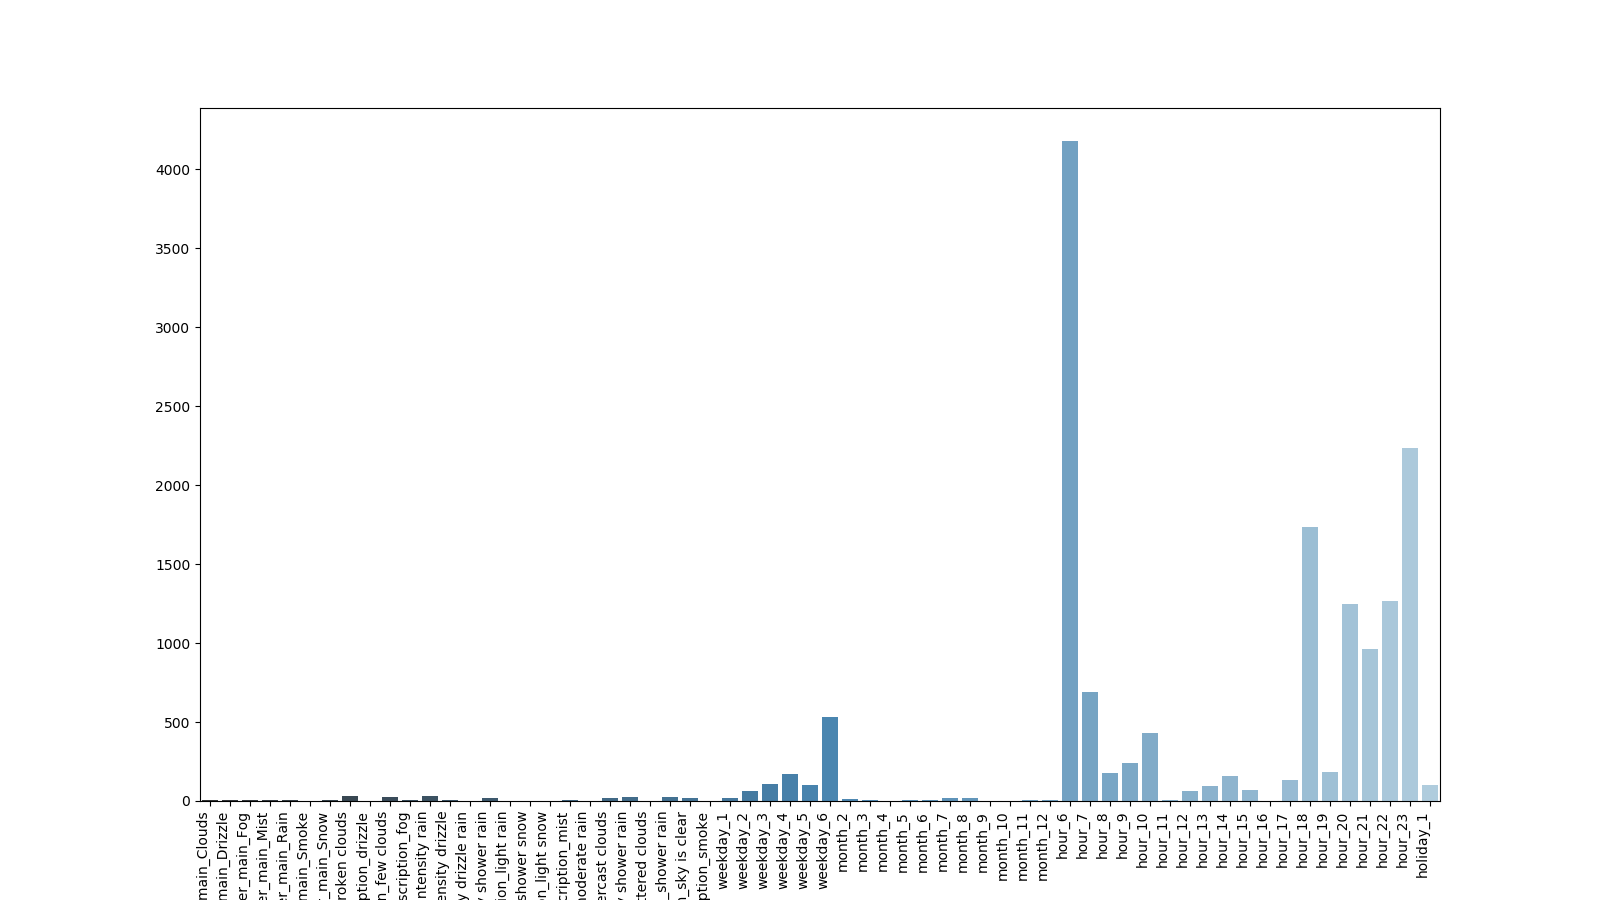 4000
3500
3000
2500
2000
1500
1000
500
0
main_Clouds
main_Drizzle
er_main_Fog
er_main_Mist
er_main_Rain
main_Smoke
r_main_Snow
roken clouds
ption_drizzle
n_few clouds
scription_fog
ntensity rain
ensity drizzle
y drizzle rain
y shower rain
ion_light rain
shower snow
on_light snow
cription_mist
moderate rain
ercast clouds
y shower rain
ttered clouds
_shower rain
n_sky is clear
ption_smoke
weekday_1
weekday_2
weekday_3
weekday_4
weekday_5
weekday_6
month_2
month_3
month_4
month_5
month_6
month_7
month_8
month_9
month_10
month_11
month_12
hour_6
hour_7
hour_8
hour_9
hour_10
hour_11
hour_12
hour_13
hour_14
hour_15
hour_16
hour_17
hour_18
hour_19
hour_20
hour_21
hour_22
hour_23
holiday_1